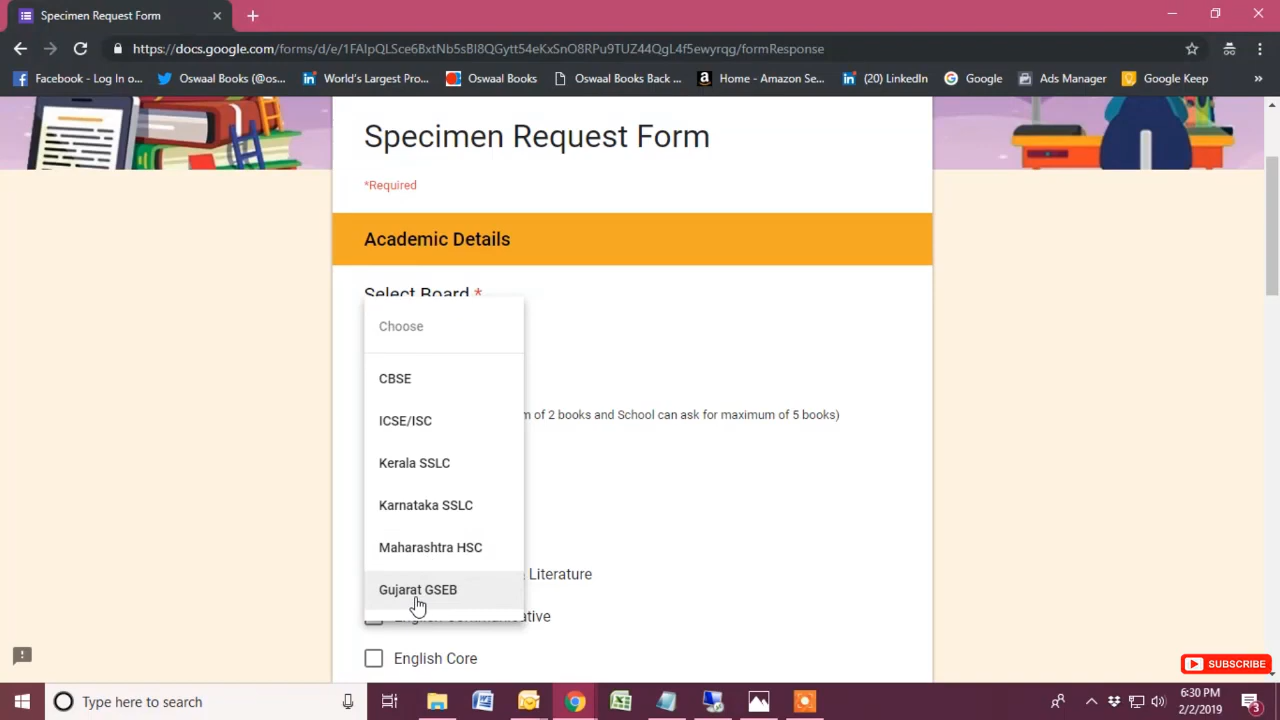 Specimen Request Form
https://docs.google.com/forms/d/e/1FAIpQLSce6BxtNb5sBI8QGytt54eKxSnO8RPu9TUZ44QgL4f5ewyrqg/formResponse
Facebook - Log In o...
Oswaal Books (@os...
World's Largest Pro...
Oswaal Books
Oswaal Books Back ...
Home - Amazon Se...
(20) LinkedIn
Google
Ads Manager
Google Keep
Specimen Request Form
*Required
Academic Details
Select Board *
Choose
CBSE
ICSE/ISC
of 2 books and School can ask for maximum of 5 books)
Kerala SSLC
Karnataka SSLC
Maharashtra HSC
Literature
Gujarat GSEB
English Communicative
English Core
SUBSCRIBE
Type here to search
6:30 PM
2/2/2019
3